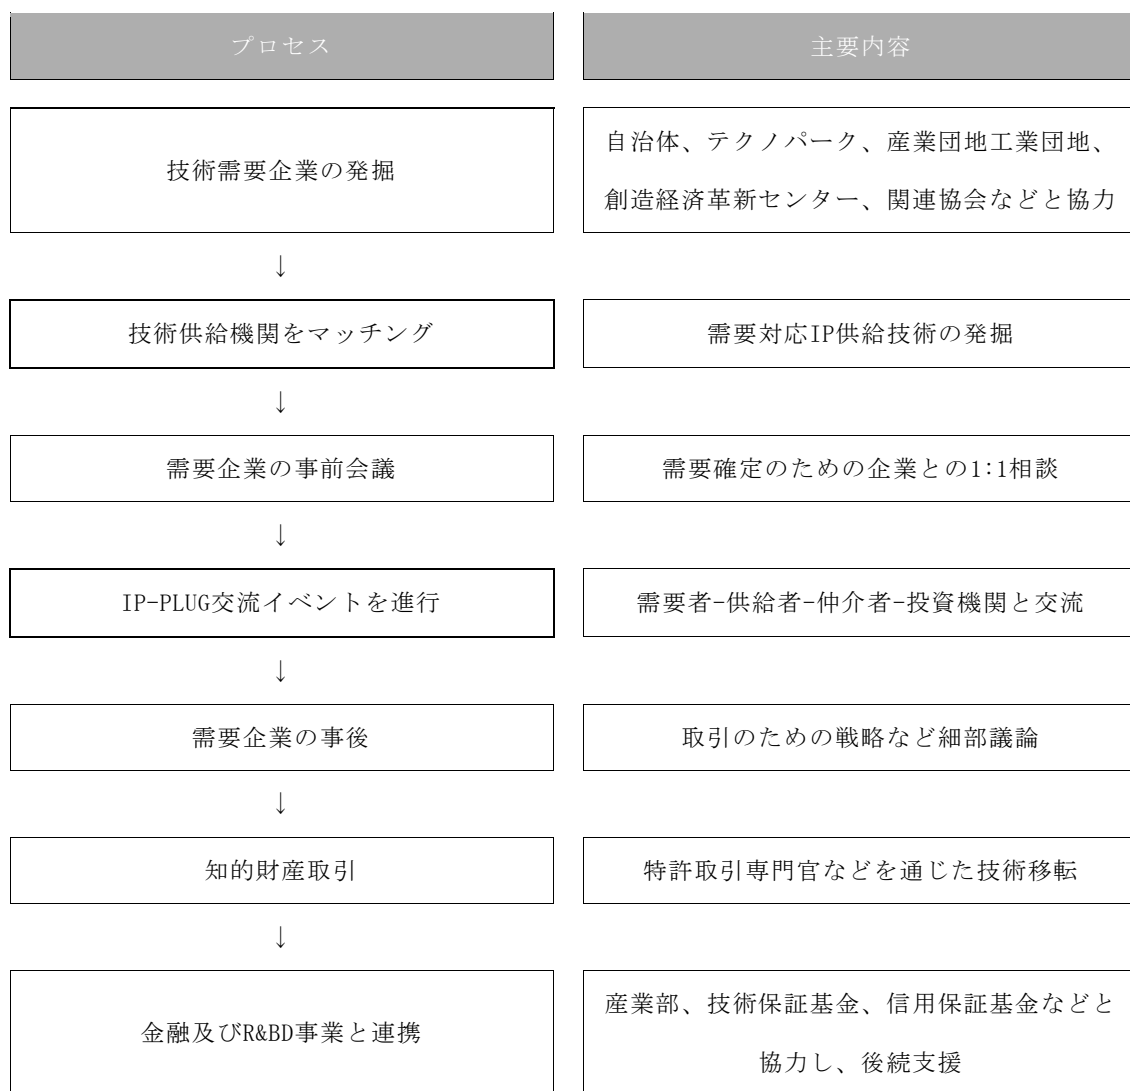 プロセス
主要内容
技術需要企業の発掘
自治体、テクノパーク、産業団地工業団地、
創造経済革新センター、関連協会などと協力
↓
技術供給機関をマッチング
需要対応IP供給技術の発掘
↓
需要企業の事前会議
需要確定のための企業との1:1相談
↓
IP-PLUG交流イベントを進行
需要者-供給者-仲介者-投資機関と交流
↓
需要企業の事後
取引のための戦略など細部議論
↓
知的財産取引
特許取引専門官などを通じた技術移転
↓
金融及びR&BD事業と連携
産業部、技術保証基金、信用保証基金などと
協力し、後続支援